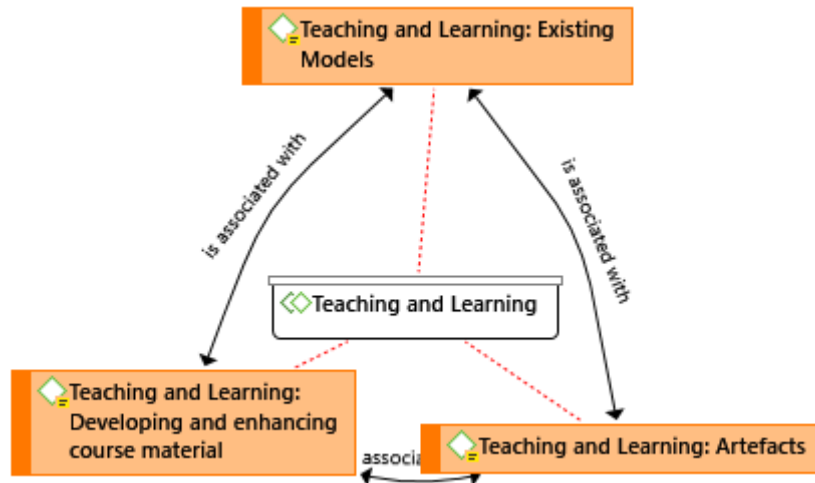 Teaching and Learning: Existing
Models
is associated with
is associated with
Teaching and Learning
Teaching and Learning:
Developing and enhancing
course material
Teaching and Learning: Artefacts